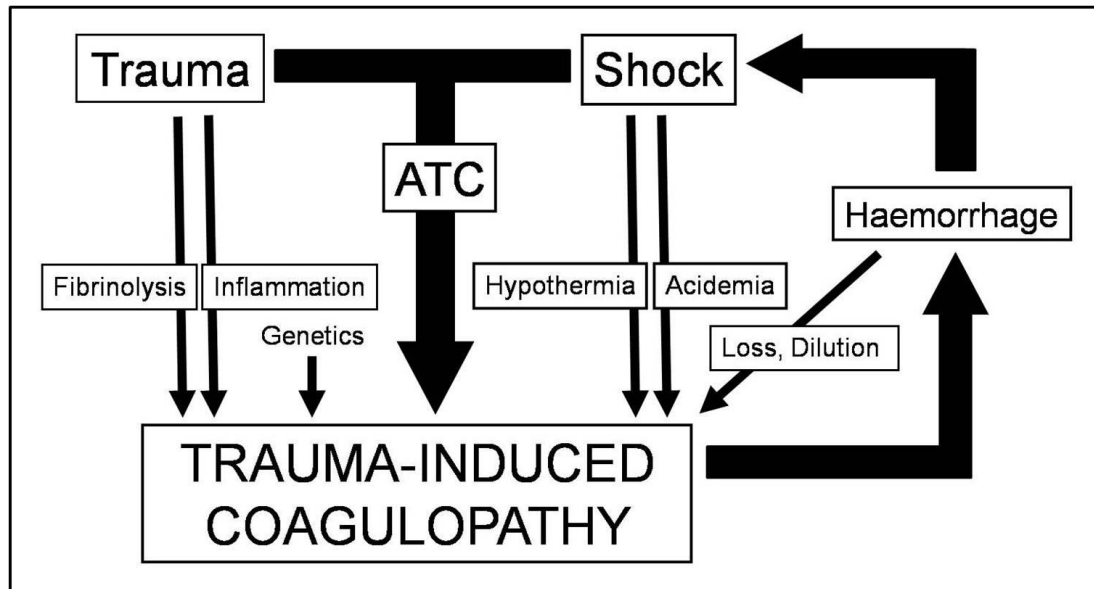 Trauma
Shock
ATC
Haemorrhage
Fibrinolysis
Inflammation
Hypothermia
Acidemia
Genetics
Loss, Dilution
TRAUMA-INDUCED
COAGULOPATHY